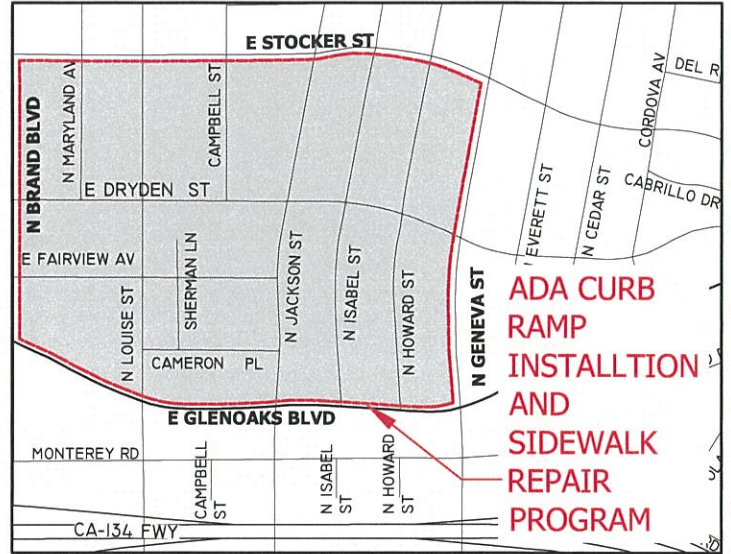 E STOCKER ST
N BRAND BLVD
N MARYLAND AV
CAMPBELL ST
CORDOVA AV
DEL R
E DRYDEN ST
CABRILLO DR
EVERETT ST
N CEDAR ST
E FAIRVIEW AV
SHERMAN LN
N LOUISE ST
N JACKSON ST
N ISABEL ST
N HOWARD ST
N GENEVA ST
CAMERON PL
E GLENOAKS BLVD
ADA CURB
RAMP
INSTALLTION
AND
SIDEWALK
REPAIR
PROGRAM
MONTEREY RD
CAMPBELL
ST
N ISABEL
ST
N HOWARD
ST
CA-134 FWY